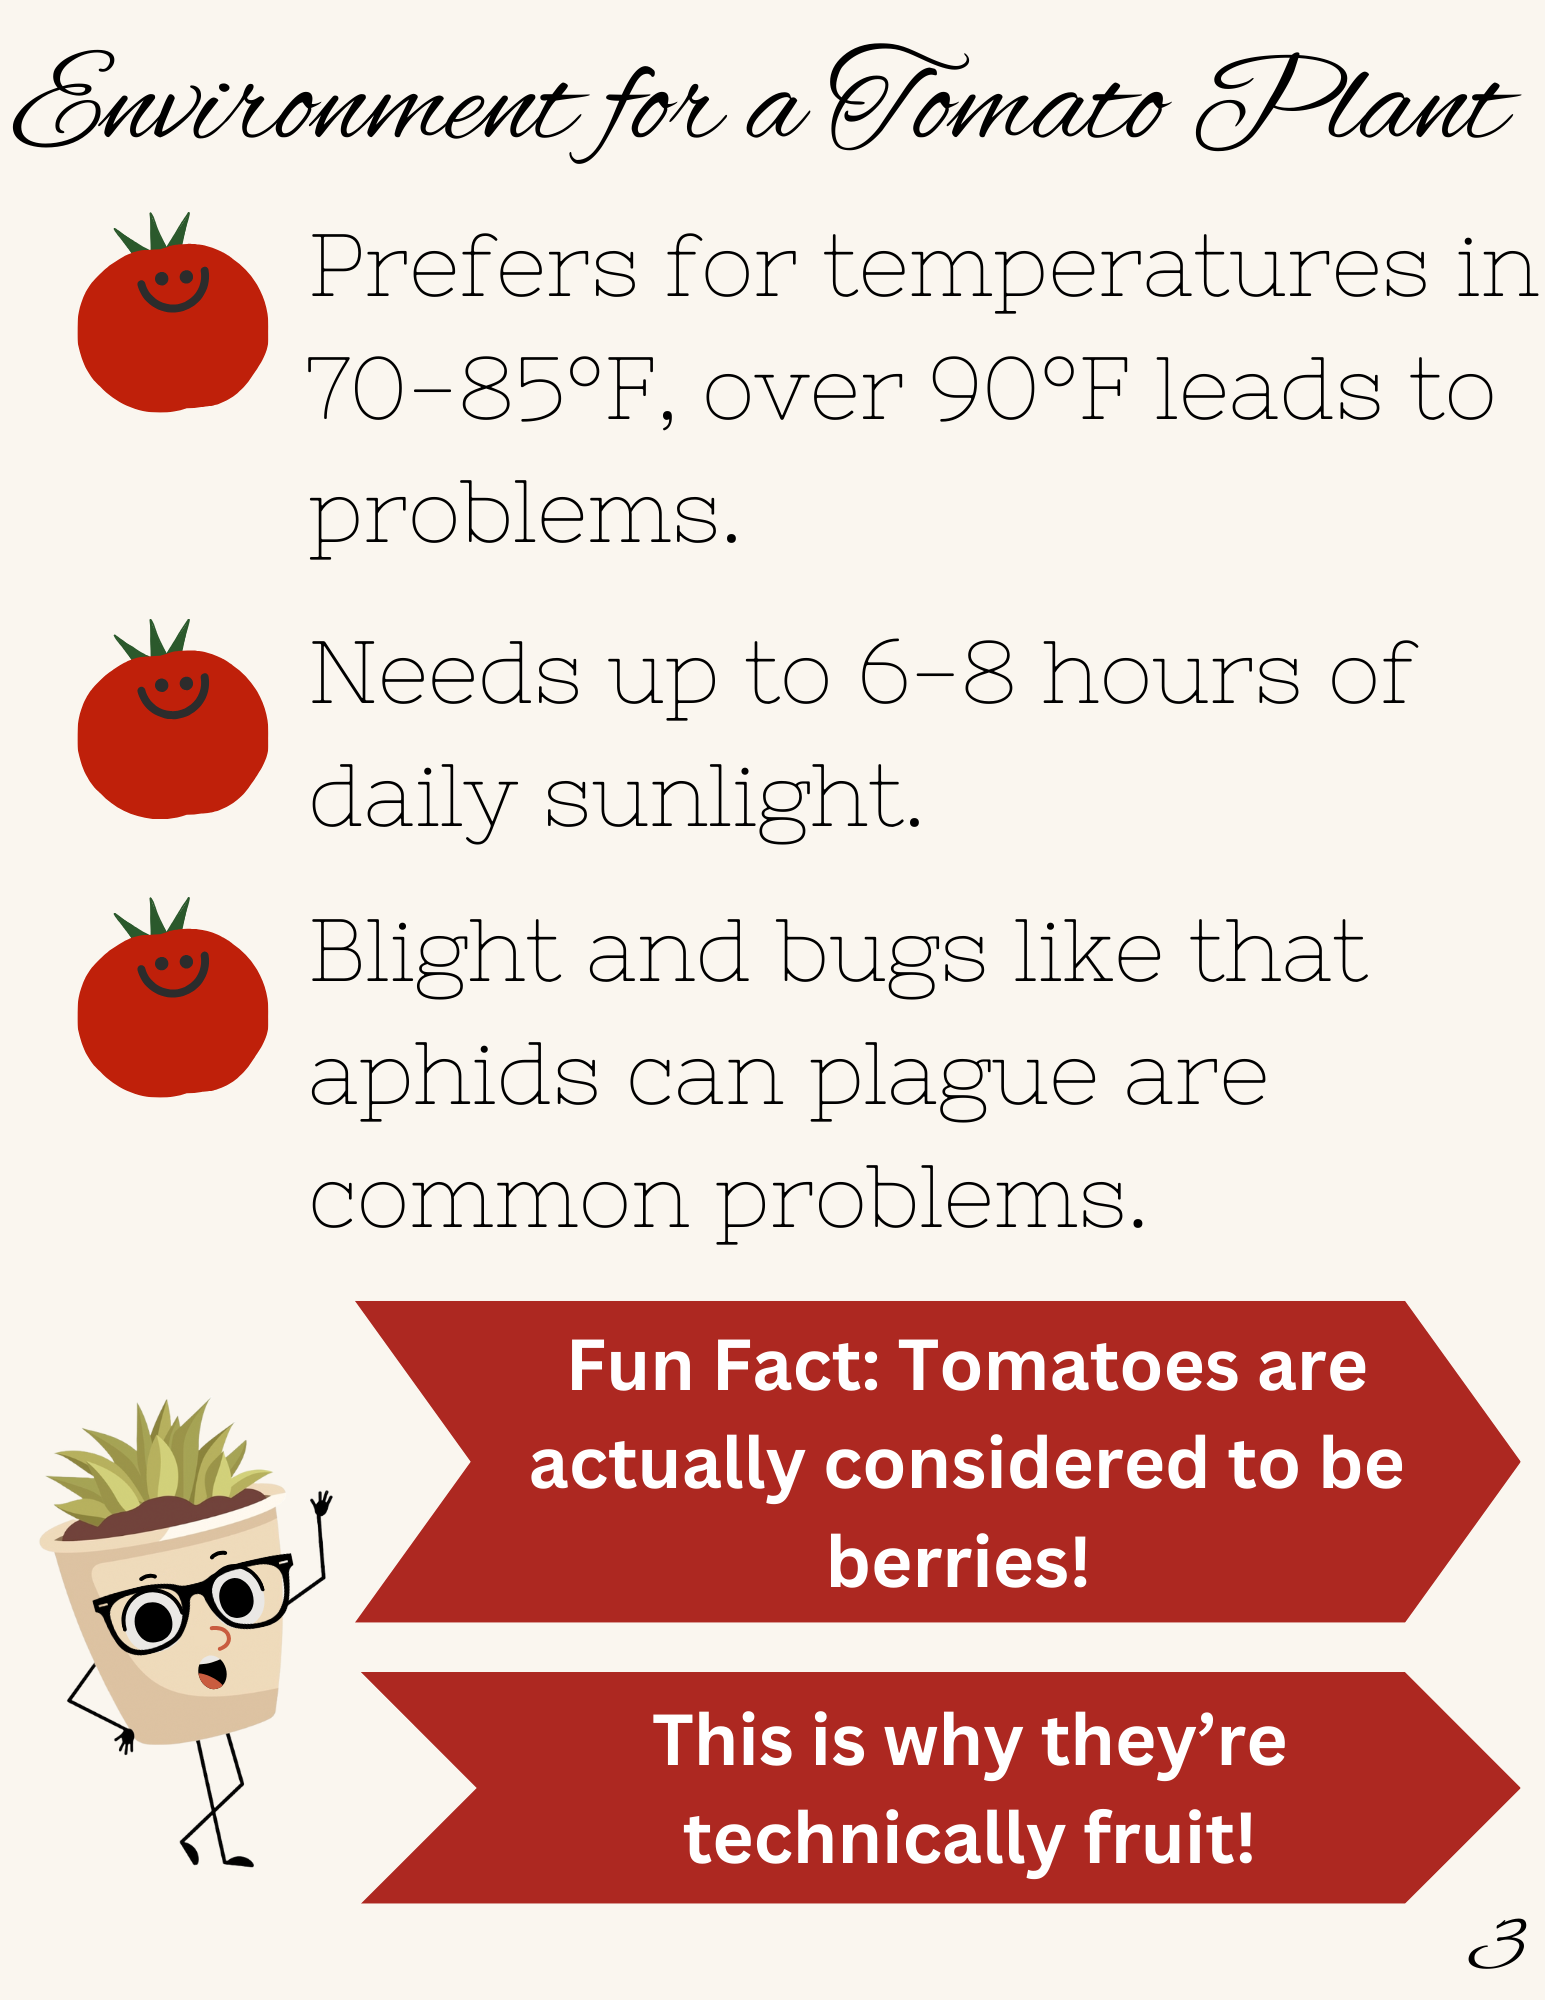 Environment for a Tomato Plant
Prefers for temperatures in
70-85°F, over 90°F leads to
problems.
Needs up to 6-8 hours of
daily sunlight.
Blight and bugs like that
aphids can plague are
common problems.
Fun Fact: Tomatoes are
actually considered to be
berries!
This is why they’re
technically fruit!
3